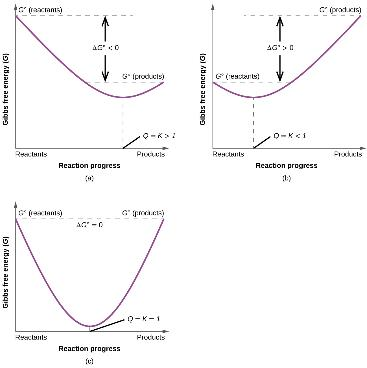 G° (reactants)
ΔG° < 0
G° (products)
Gibbs free energy (G)
Q = K > 1
Reactants
Products
Reaction progress
(a)
G° (products)
ΔG° > 0
G° (reactants)
Gibbs free energy (G)
Q = K < 1
Reactants
Products
Reaction progress
(b)
G° (reactants)
G° (products)
ΔG° = 0
Gibbs free energy (G)
Q = K = 1
Reactants
Products
Reaction progress
(c)